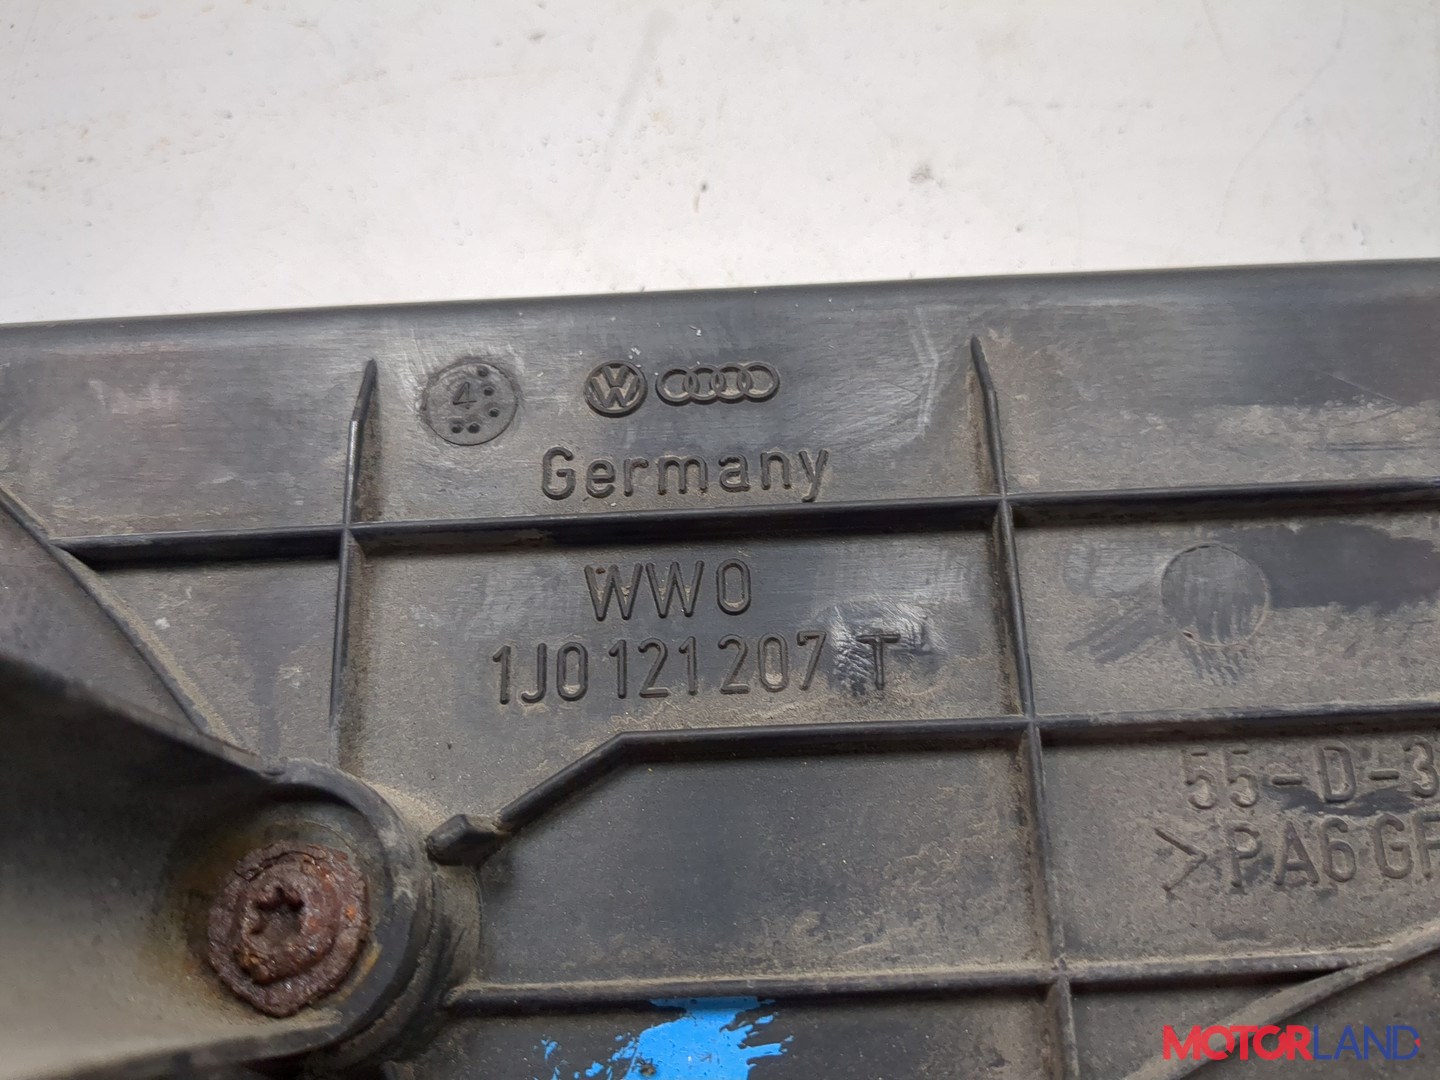 4
Germany
WWO
1J0 121 207 T
55-D-3
>PA6 GF
MOTORLAND